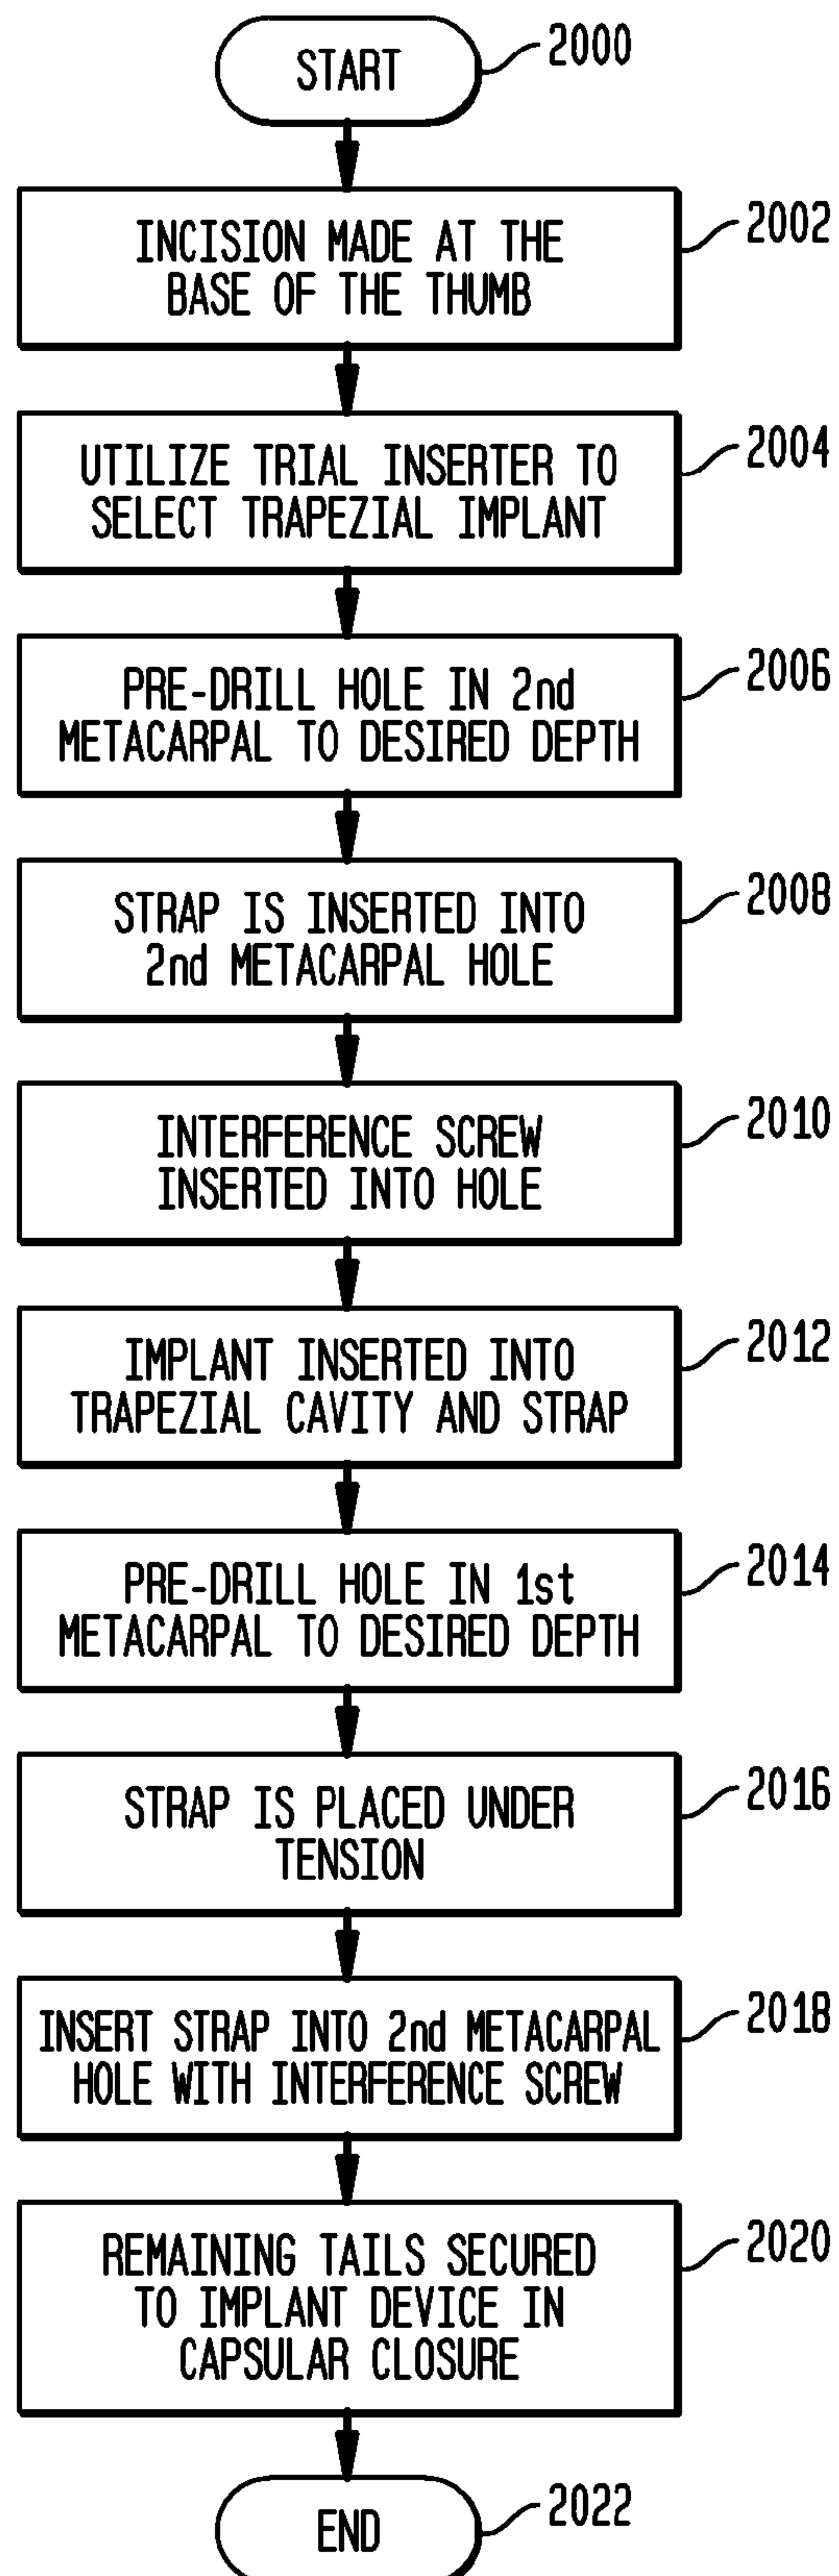 START
2000
INCISION MADE AT THE
BASE OF THE THUMB
2002
UTILIZE TRIAL INSERTER TO
SELECT TRAPEZIAL IMPLANT
2004
PRE-DRILL HOLE IN 2nd
METACARPAL TO DESIRED DEPTH
2006
STRAP IS INSERTED INTO
2nd METACARPAL HOLE
2008
INTERFERENCE SCREW
INSERTED INTO HOLE
2010
IMPLANT INSERTED INTO
TRAPEZIAL CAVITY AND STRAP
2012
PRE-DRILL HOLE IN 1st
METACARPAL TO DESIRED DEPTH
2014
STRAP IS PLACED UNDER
TENSION
2016
INSERT STRAP INTO 2nd METACARPAL
HOLE WITH INTERFERENCE SCREW
2018
REMAINING TAILS SECURED
TO IMPLANT DEVICE IN
CAPSULAR CLOSURE
2020
END
2022